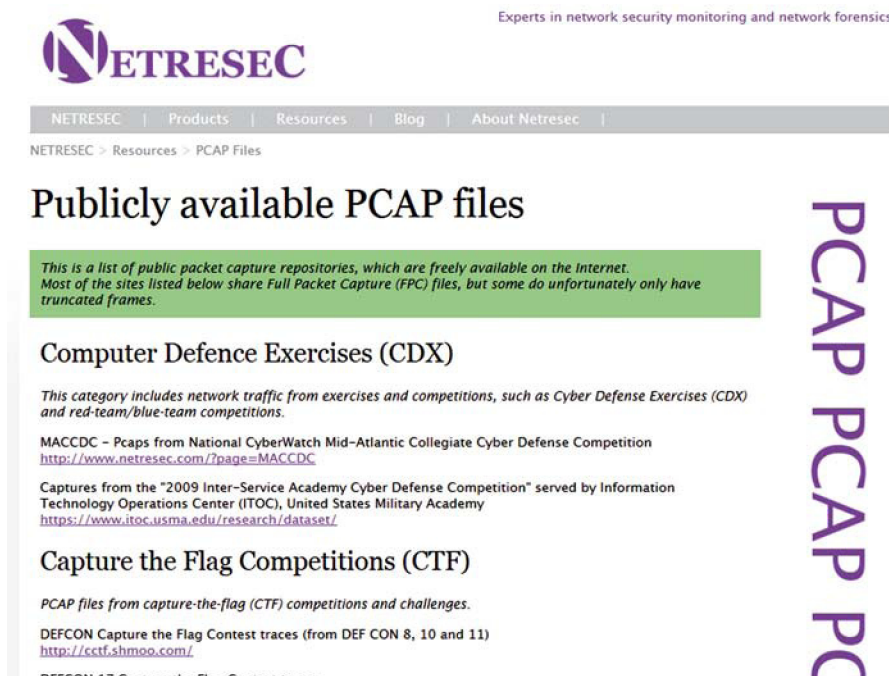 Experts in network security monitoring and network forensics
NETRESEC
NETRESEC | Products | Resources | Blog | About Netresec |
NETRESEC > Resources > PCAP Files
Publicly available PCAP files
This is a list of public packet capture repositories, which are freely available on the Internet.
Most of the sites listed below share Full Packet Capture (FPC) files, but some do unfortunately only have
truncated frames.
Computer Defence Exercises (CDX)
This category includes network traffic from exercises and competitions, such as Cyber Defense Exercises (CDX)
and red-team/blue-team competitions.
MACCDC - Pcaps from National CyberWatch Mid-Atlantic Collegiate Cyber Defense Competition
http://www.netresec.com/?page=MACCDC
Captures from the "2009 Inter-Service Academy Cyber Defense Competition" served by Information
Technology Operations Center (ITOC), United States Military Academy
https://www.itoc.usma.edu/research/dataset/
Capture the Flag Competitions (CTF)
PCAP files from capture-the-flag (CTF) competitions and challenges.
DEFCON Capture the Flag Contest traces (from DEF CON 8, 10 and 11)
http://cctf.shmoo.com/
PCAP PCAP PC